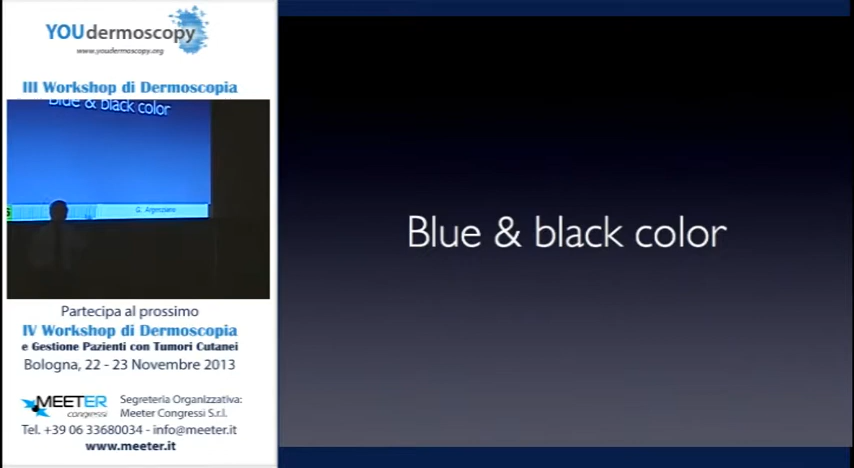 YOUdermoscopy
www.youdermoscopy.org
III Workshop di Dermoscopia
Blue & black color
G. Argenziano
Partecipa al prossimo
IV Workshop di Dermoscopia
e Gestione Pazienti con Tumori Cutanei
Bologna, 22 - 23 Novembre 2013
MEETER
congressi
Segreteria Organizzativa:
Meeter Congressi S.r.l.
Tel. +39 06 33680034 - info@meeter.it
www.meeter.it
Blue & black color